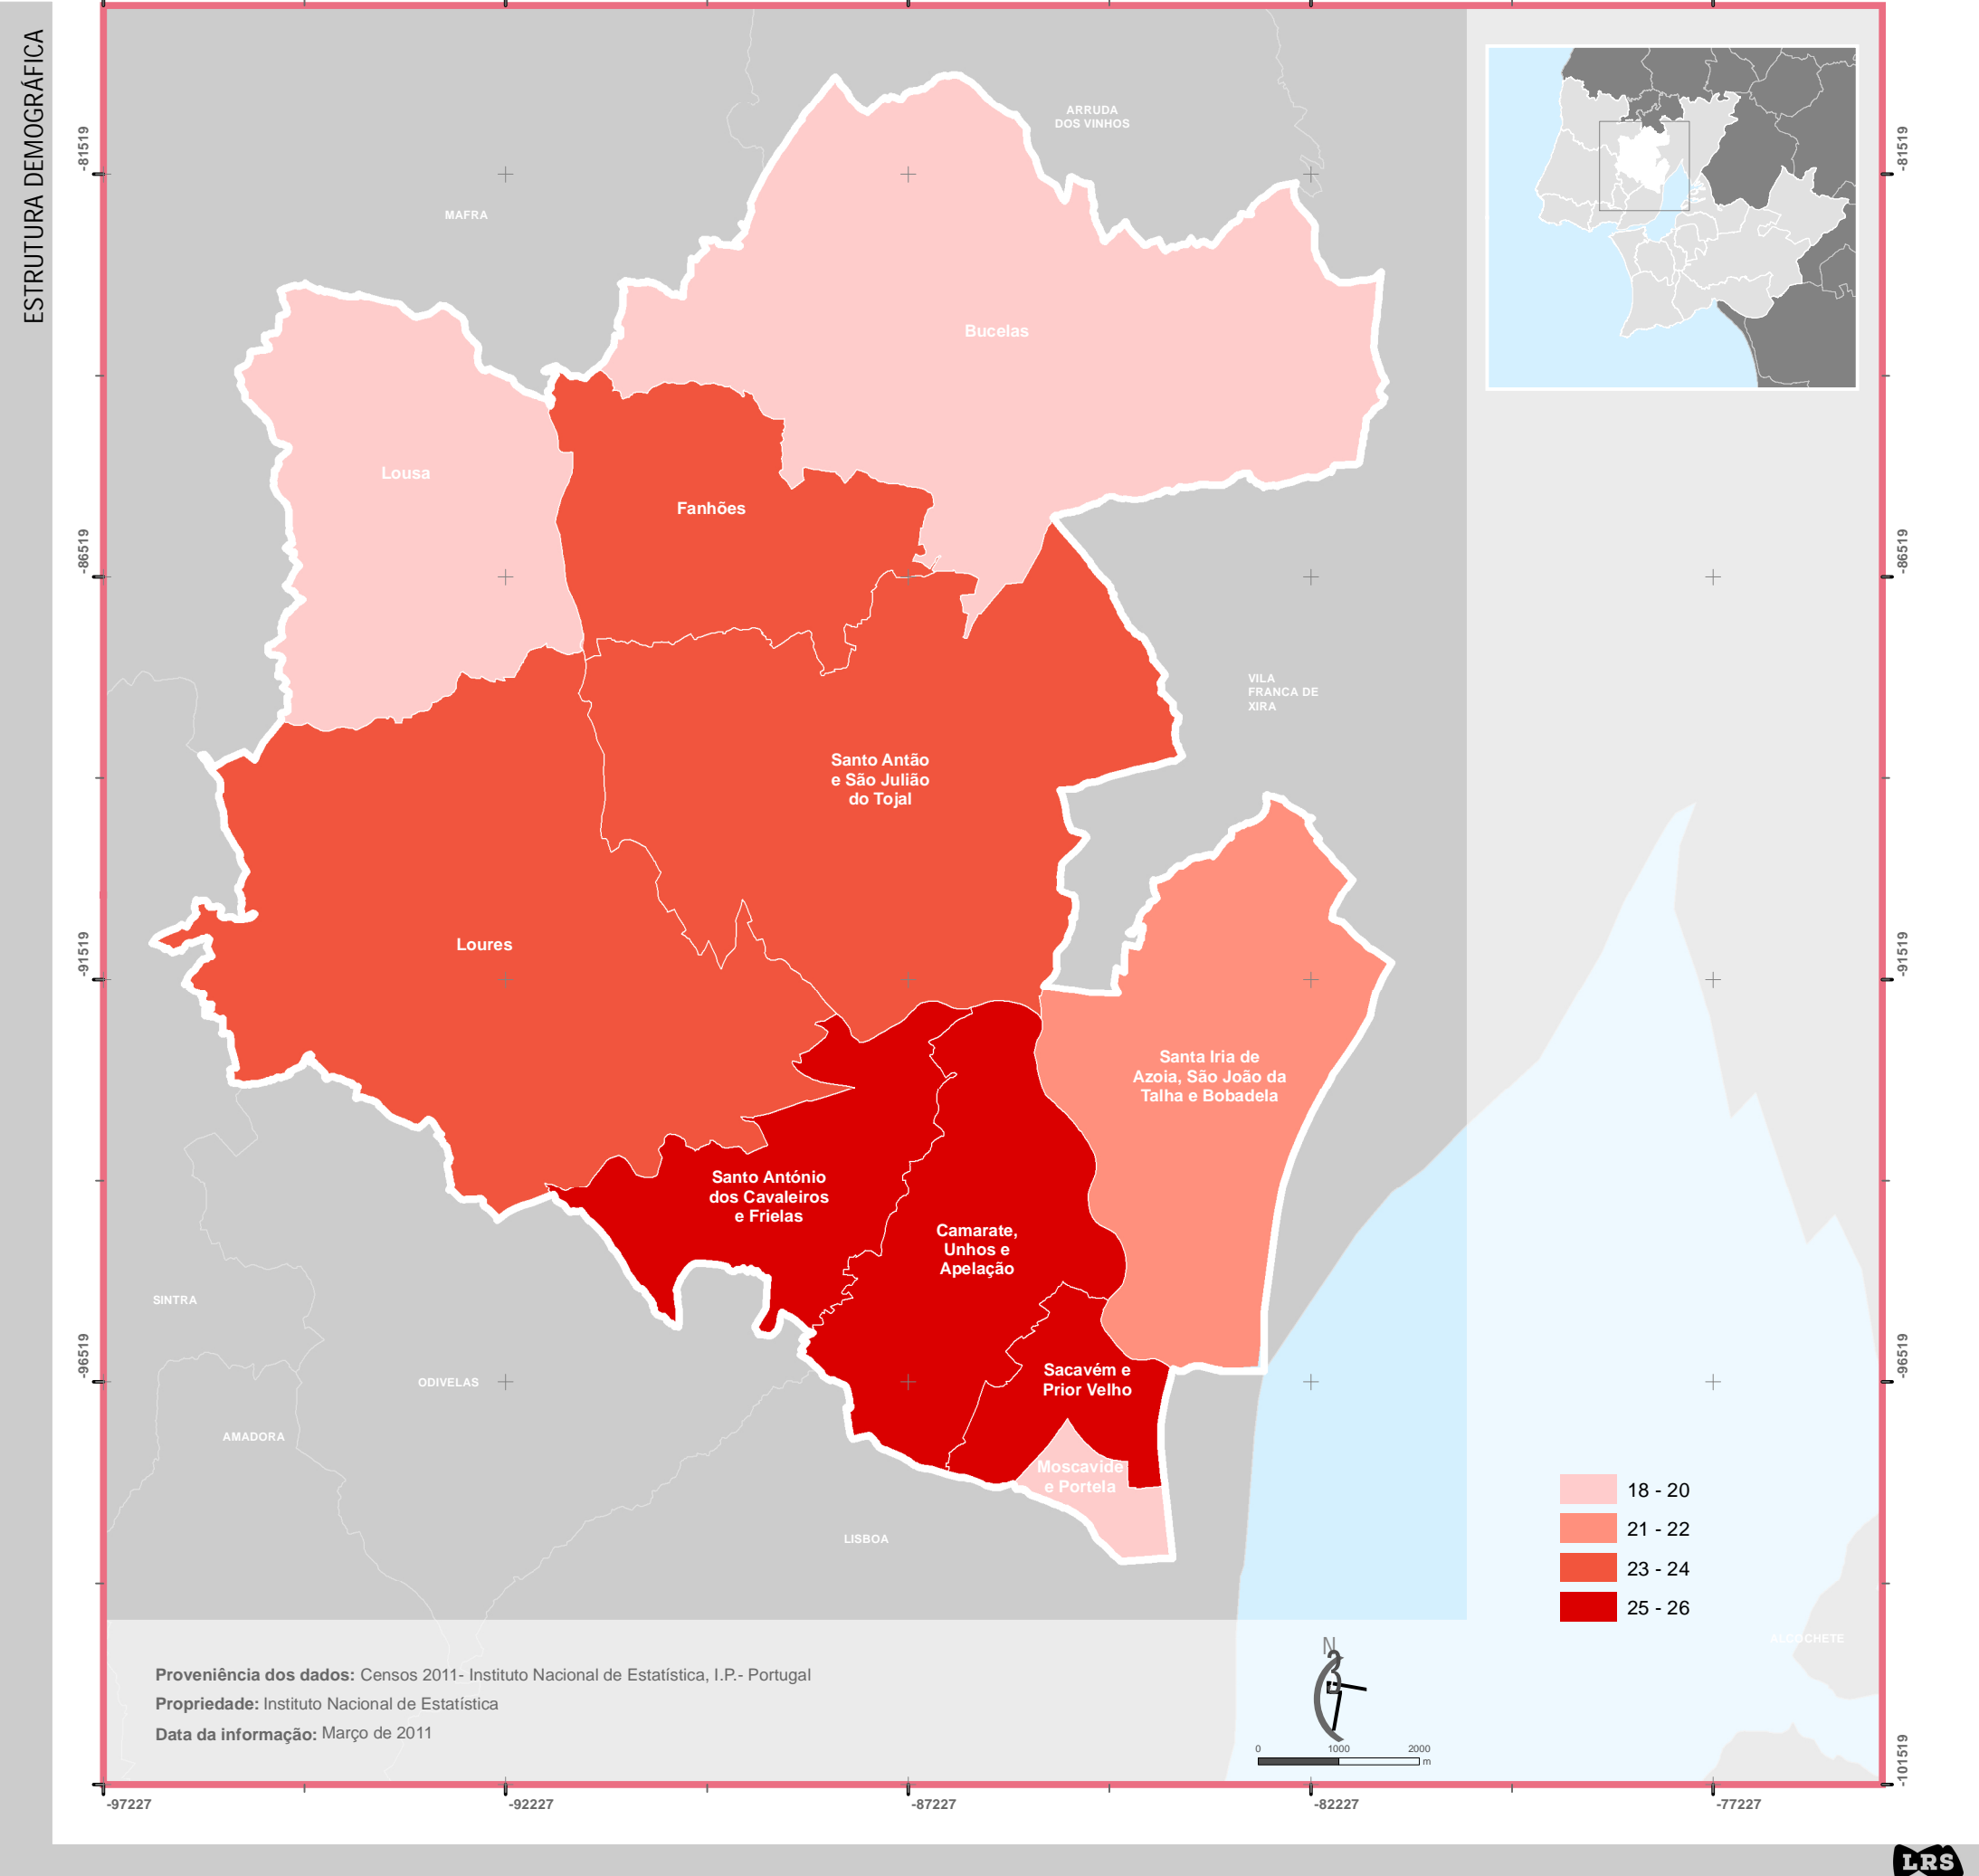 ESTRUTURA DEMOGRÁFICA
ARRUDA
DOS VINHOS
MAFRA
Bucelas
Lousa
Fanhões
VILA
FRANCA DE
XIRA
Santo Antão
e São Julião
do Tojal
Loures
Santa Iria de
Azoia, São João da
Talha e Bobadela
Santo António
dos Cavaleiros
e Frielas
Camarate,
Unhos e
Apelação
SINTRA
ODIVELAS
Sacavém e
Prior Velho
AMADORA
Moscavide
e Portela
LISBOA
18 - 20
21 - 22
23 - 24
25 - 26
ALCOCHETE
Proveniência dos dados: Censos 2011- Instituto Nacional de Estatística, I.P.- Portugal
Propriedade: Instituto Nacional de Estatística
Data da informação: Março de 2011
N
0 1000 2000
m
-81519
-86519
-91519
-96519
-81519
-86519
-91519
-96519
-101519
-97227
-92227
-87227
-82227
-77227
LRS